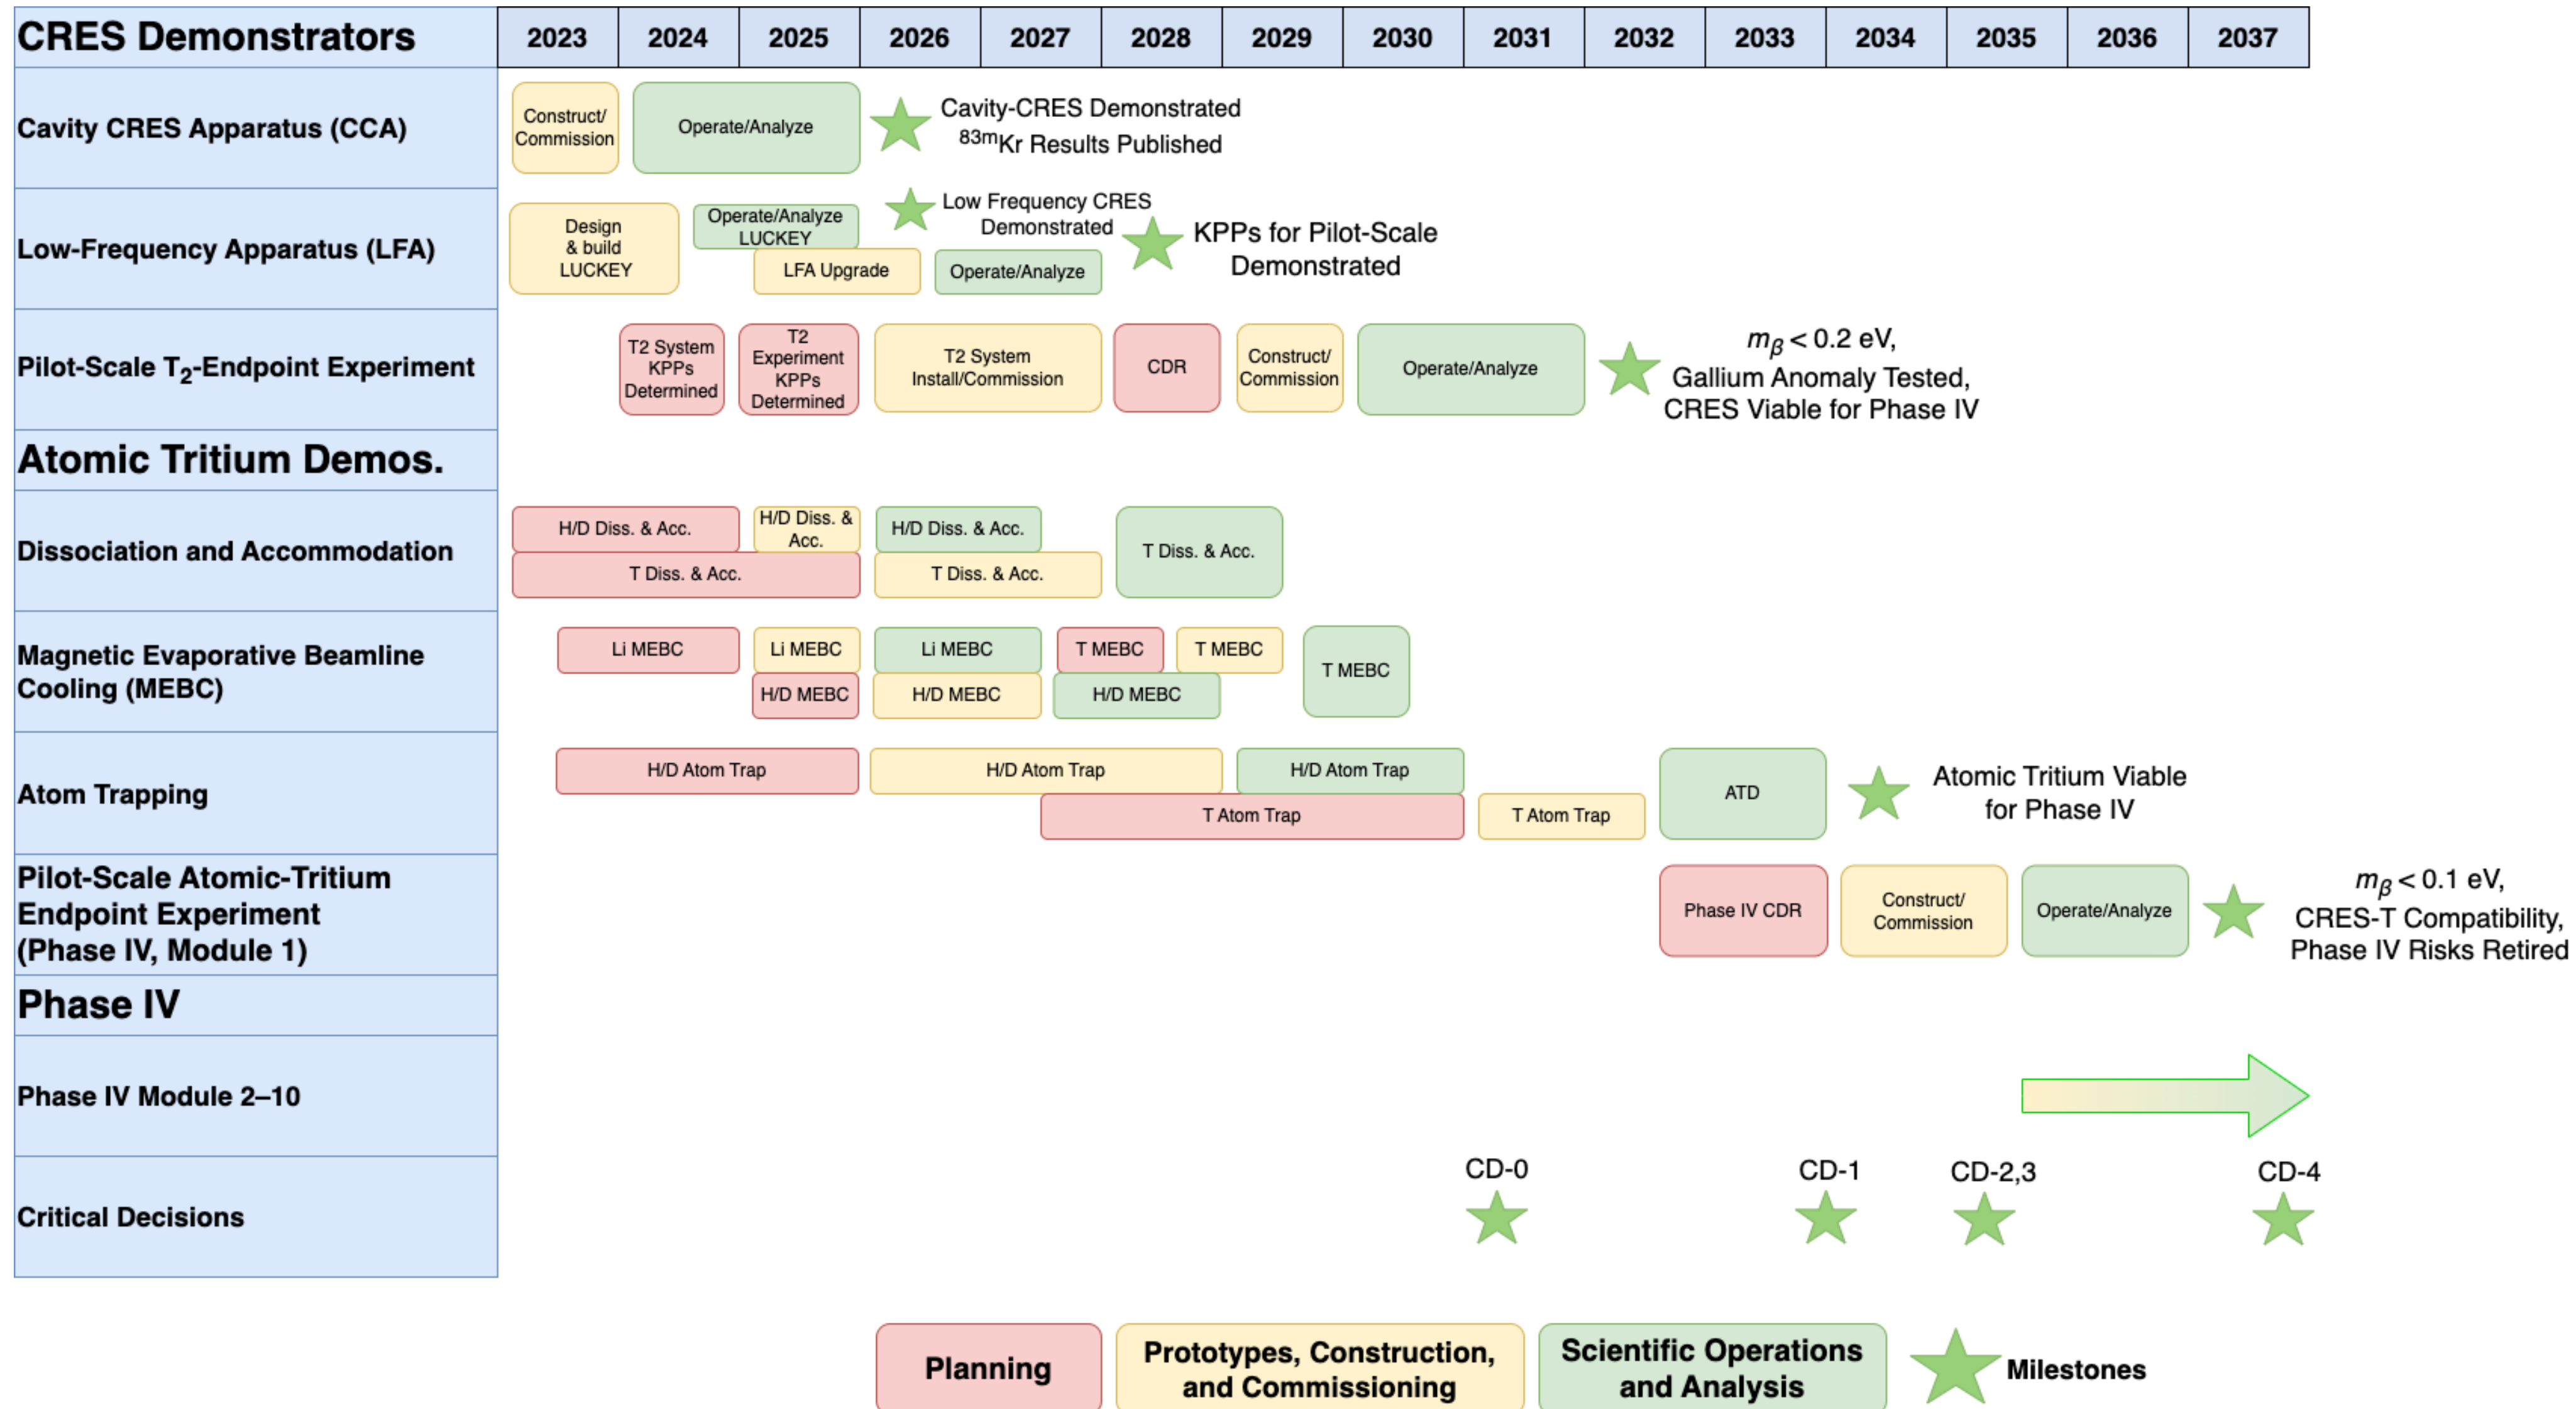 CRES Demonstrators
2023 2024 2025 2026 2027 2028 2029 2030 2031 2032 2033 2034 2035 2036 2037
Cavity CRES Apparatus (CCA)
Construct/
Commission
Operate/Analyze
Cavity-CRES Demonstrated
83mKr Results Published
Low-Frequency Apparatus (LFA)
Design
& build
LUCKEY
Operate/Analyze
LUCKEY
LFA Upgrade
Low Frequency CRES
Demonstrated
Operate/Analyze
KPPs for Pilot-Scale
Demonstrated
Pilot-Scale T2-Endpoint Experiment
T2 System
KPPs
Determined
T2
Experiment
KPPs
Determined
T2 System
Install/Commission
CDR
Construct/
Commission
Operate/Analyze
mβ < 0.2 eV,
Gallium Anomaly Tested,
CRES Viable for Phase IV
Atomic Tritium Demos.
Dissociation and Accommodation
H/D Diss. & Acc.
H/D Diss. &
Acc.
H/D Diss. & Acc.
T Diss. & Acc.
T Diss. & Acc.
T Diss. & Acc.
Magnetic Evaporative Beamline
Cooling (MEBC)
Li MEBC
Li MEBC
Li MEBC
T MEBC
T MEBC
T MEBC
H/D MEBC
H/D MEBC
H/D MEBC
Atom Trapping
H/D Atom Trap
H/D Atom Trap
H/D Atom Trap
T Atom Trap
T Atom Trap
ATD
Atomic Tritium Viable
for Phase IV
Pilot-Scale Atomic-Tritium
Endpoint Experiment
(Phase IV, Module 1)
Phase IV CDR
Construct/
Commission
Operate/Analyze
mβ < 0.1 eV,
CRES-T Compatibility,
Phase IV Risks Retired
Phase IV
Phase IV Module 2–10
Critical Decisions
CD-0
CD-1
CD-2,3
CD-4
Planning
Prototypes, Construction,
and Commissioning
Scientific Operations
and Analysis
Milestones